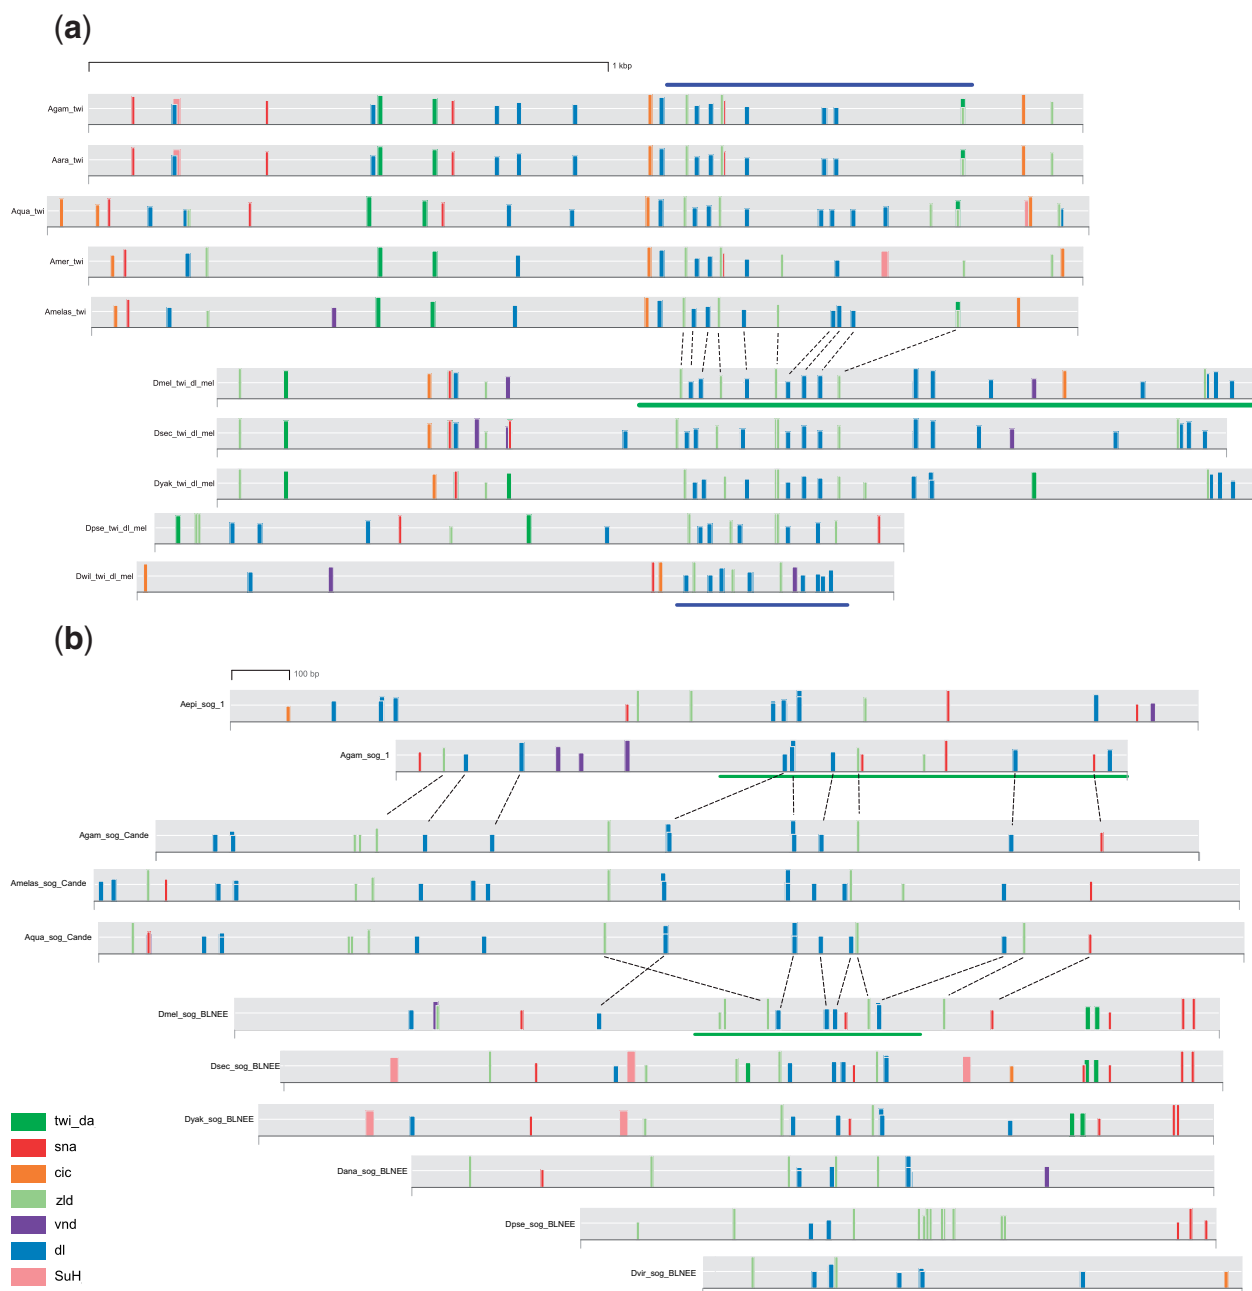 (a)
1 kbp
Agam_twi
Aara_twi
Aqua_twi
Amer_twi
Amelas_twi
Dmel_twi_dl_mel
Dsec_twi_dl_mel
Dyak_twi_dl_mel
Dpse_twi_dl_mel
Dwil_twi_dl_mel
(b)
100 bp
Aepi_sog_1
Agam_sog_1
Agam_sog_Cande
Amelas_sog_Cande
Aqua_sog_Cande
Dmel_sog_BLNEE
Dsec_sog_BLNEE
Dyak_sog_BLNEE
Dana_sog_BLNEE
Dpse_sog_BLNEE
Dvir_sog_BLNEE
twi_da
sna
cic
zld
vnd
dl
SuH